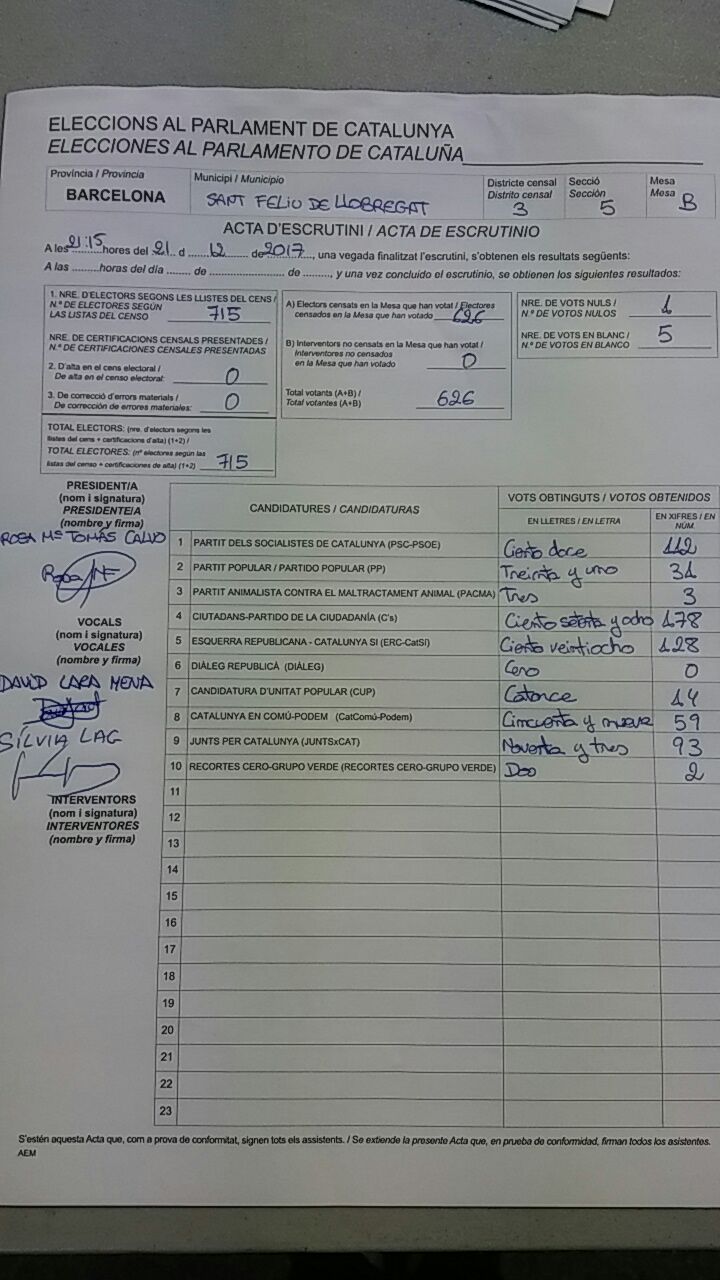 ELECCIONS AL PARLAMENT DE CATALUNYA
ELECCIONES AL PARLAMENTO DE CATALUÑA
Província / Provincia
BARCELONA
Municipi / Municipio
SANT FELIU DE LLOBREGAT
Districte censal
Distrito censal
3
Secció
Sección
5
Mesa
Mesa
B
ACTA D'ESCRUTINI / ACTA DE ESCRUTINIO
A les 21:15 hores del 21 d 12 de 2017, una vegada finalitzat l'escrutini, s'obtenen els resultats següents:
A las ......... horas del día ....... de .......................... de ........., y una vez concluido el escrutinio, se obtienen los siguientes resultados:
1. NRE. D'ELECTORS SEGONS LES LLISTES DEL CENS /
N.º DE ELECTORES SEGÚN
LAS LISTAS DEL CENSO 715
NRE. DE CERTIFICACIONS CENSALS PRESENTADES /
N.º DE CERTIFICACIONES CENSALES PRESENTADAS
2. D'alta en el cens electoral /
De alta en el censo electoral: 0
3. De correcció d'errors materials /
De corrección de errores materiales: 0
TOTAL ELECTORS: (nre. d'electors segons les
llistes del cens + certificacions d'alta) (1+2) /
TOTAL ELECTORES: (nº electores según las
listas del censo + certificaciones de alta) (1+2) 715
A) Electors censats en la Mesa que han votat / Electores
censados en la Mesa que han votado 626
B) Interventors no censats en la Mesa que han votat /
Interventores no censados
en la Mesa que han votado 0
Total votants (A+B) /
Total votantes (A+B) 626
NRE. DE VOTS NULS /
N.º DE VOTOS NULOS 1
NRE. DE VOTS EN BLANC /
N.º DE VOTOS EN BLANCO 5
PRESIDENT/A
(nom i signatura)
PRESIDENTE/A
(nombre y firma)
ROSA Mª TOMAS CALVO
VOCALS
(nom i signatura)
VOCALES
(nombre y firma)
DAVID LARA MENA
SÍLVIA LAG
INTERVENTORS
(nom i signatura)
INTERVENTORES
(nombre y firma)
CANDIDATURES / CANDIDATURAS
VOTS OBTINGUTS / VOTOS OBTENIDOS
EN LLETRES / EN LETRA
EN XIFRES / EN
NÚM.
1 PARTIT DELS SOCIALISTES DE CATALUNYA (PSC-PSOE) Ciento doce 112
2 PARTIT POPULAR / PARTIDO POPULAR (PP) Treinta y uno 31
3 PARTIT ANIMALISTA CONTRA EL MALTRACTAMENT ANIMAL (PACMA) Tres 3
4 CIUTADANS-PARTIDO DE LA CIUDADANÍA (C's) Ciento setenta y ocho 178
5 ESQUERRA REPUBLICANA - CATALUNYA SI (ERC-CatSí) Ciento veintiocho 128
6 DIÀLEG REPUBLICÀ (DIÀLEG) Cero 0
7 CANDIDATURA D'UNITAT POPULAR (CUP) Catorce 14
8 CATALUNYA EN COMÚ-PODEM (CatComú-Podem) Cincuenta y nueve 59
9 JUNTS PER CATALUNYA (JUNTSxCAT) Noventa y tres 93
10 RECORTES CERO-GRUPO VERDE (RECORTES CERO-GRUPO VERDE) Dos 2
11
12
13
14
15
16
17
18
19
20
21
22
23
S'estén aquesta Acta que, com a prova de conformitat, signen tots els assistents. / Se extiende la presente Acta que, en prueba de conformidad, firman todos los asistentes.
AEM